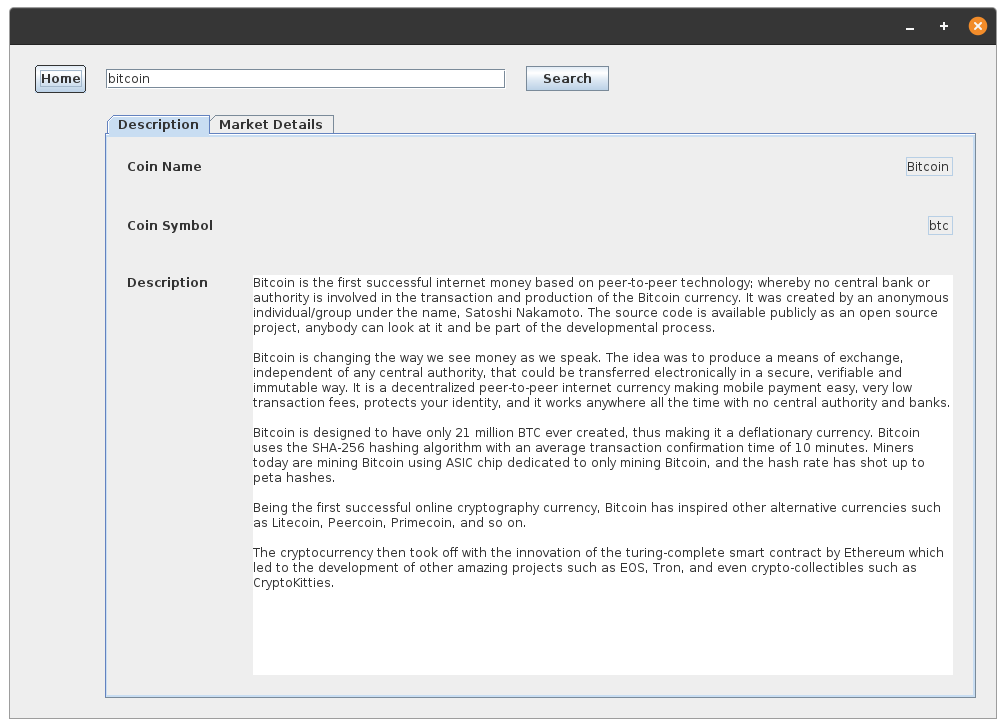 Home bitcoin Search
Description Market Details
Coin Name Bitcoin
Coin Symbol btc
Description
Bitcoin is the first successful internet money based on peer-to-peer technology; whereby no central bank or
authority is involved in the transaction and production of the Bitcoin currency. It was created by an anonymous
individual/group under the name, Satoshi Nakamoto. The source code is available publicly as an open source
project, anybody can look at it and be part of the developmental process.
Bitcoin is changing the way we see money as we speak. The idea was to produce a means of exchange,
independent of any central authority, that could be transferred electronically in a secure, verifiable and
immutable way. It is a decentralized peer-to-peer internet currency making mobile payment easy, very low
transaction fees, protects your identity, and it works anywhere all the time with no central authority and banks.
Bitcoin is designed to have only 21 million BTC ever created, thus making it a deflationary currency. Bitcoin
uses the SHA-256 hashing algorithm with an average transaction confirmation time of 10 minutes. Miners
today are mining Bitcoin using ASIC chip dedicated to only mining Bitcoin, and the hash rate has shot up to
peta hashes.
Being the first successful online cryptography currency, Bitcoin has inspired other alternative currencies such
as Litecoin, Peercoin, Primecoin, and so on.
The cryptocurrency then took off with the innovation of the turing-complete smart contract by Ethereum which
led to the development of other amazing projects such as EOS, Tron, and even crypto-collectibles such as
CryptoKitties.